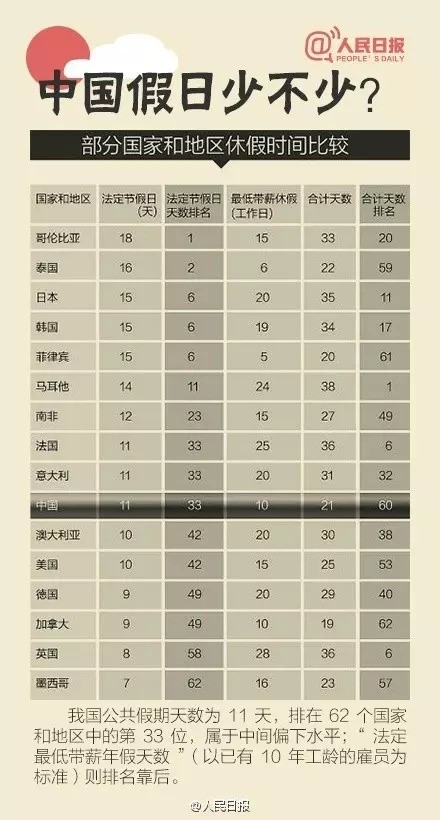 @人民日报
PEOPLE'S DAILY
中国假日少不少?
部分国家和地区休假时间比较
国家和地区 法定节假日(天) 法定节假日天数排名 最低带薪休假(工作日) 合计天数 合计天数排名
哥伦比亚 18 1 15 33 20
泰国 16 2 6 22 59
日本 15 6 20 35 11
韩国 15 6 19 34 17
菲律宾 15 6 5 20 61
马耳他 14 11 24 38 1
南非 12 23 15 27 49
法国 11 33 25 36 6
意大利 11 33 20 31 32
中国 11 33 10 21 60
澳大利亚 10 42 20 30 38
美国 10 42 15 25 53
德国 9 49 20 29 40
加拿大 9 49 10 19 62
英国 8 58 28 36 6
墨西哥 7 62 16 23 57
我国公共假期天数为 11 天，排在 62 个国家
和地区中的第 33 位，属于中间偏下水平；“ 法定
最低带薪年假天数 ”（以已有 10 年工龄的雇员为
标准）则排名靠后。
@人民日报